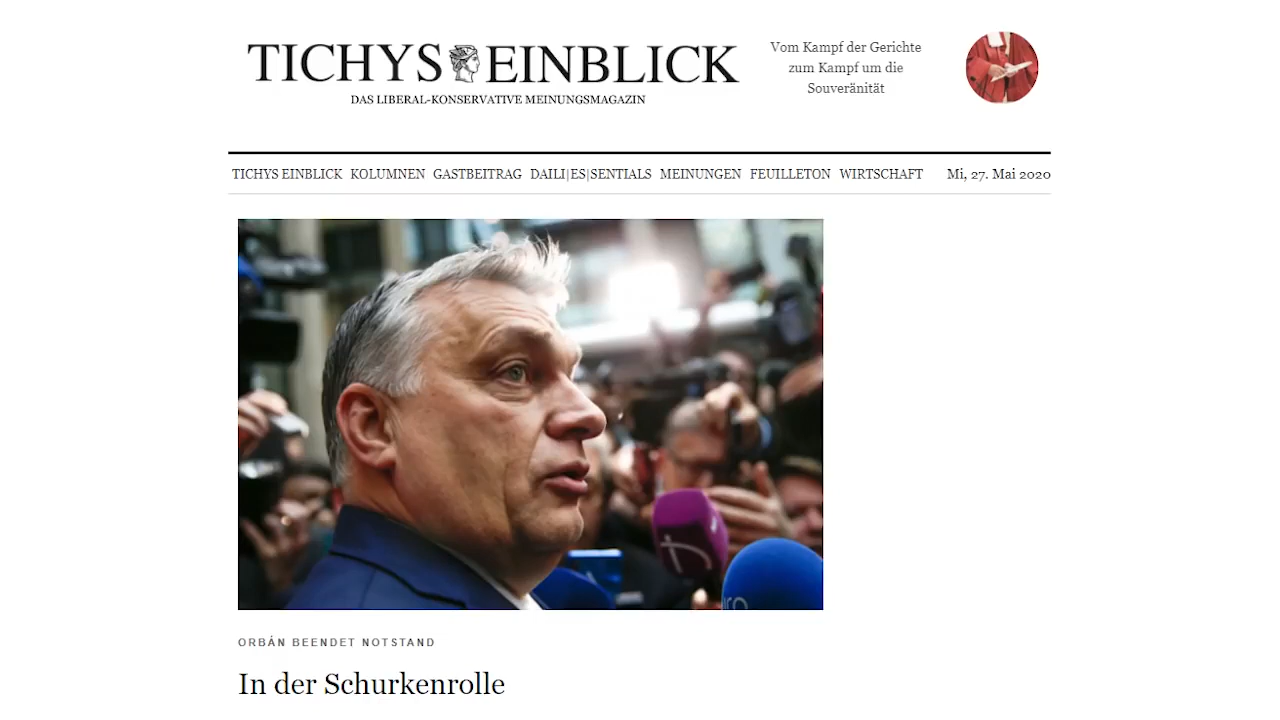 TICHYS EINBLICK
DAS LIBERAL-KONSERVATIVE MEINUNGSMAGAZIN
Vom Kampf der Gerichte
zum Kampf um die
Souveränität
TICHYS EINBLICK KOLUMNEN GASTBEITRAG DAILI|ES|SENTIALS MEINUNGEN FEUILLETON WIRTSCHAFT Mi, 27. Mai 2020
ORBÁN BEENDET NOTSTAND
In der Schurkenrolle